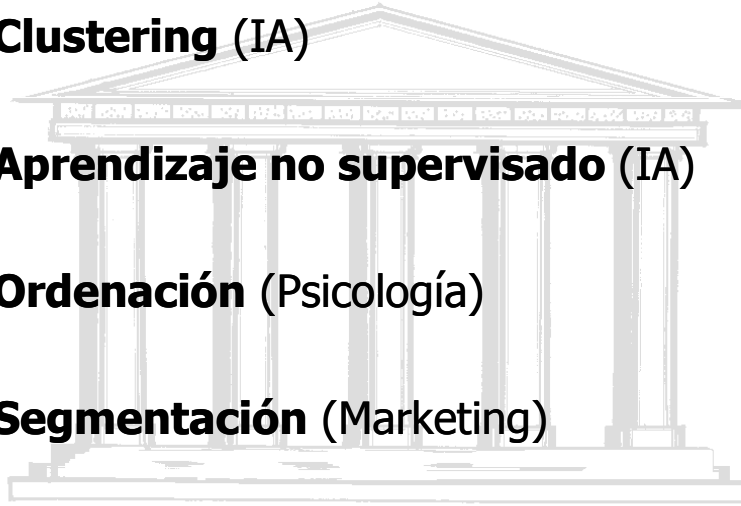 Clustering (IA)
Aprendizaje no supervisado (IA)
Ordenación (Psicología)
Segmentación (Marketing)